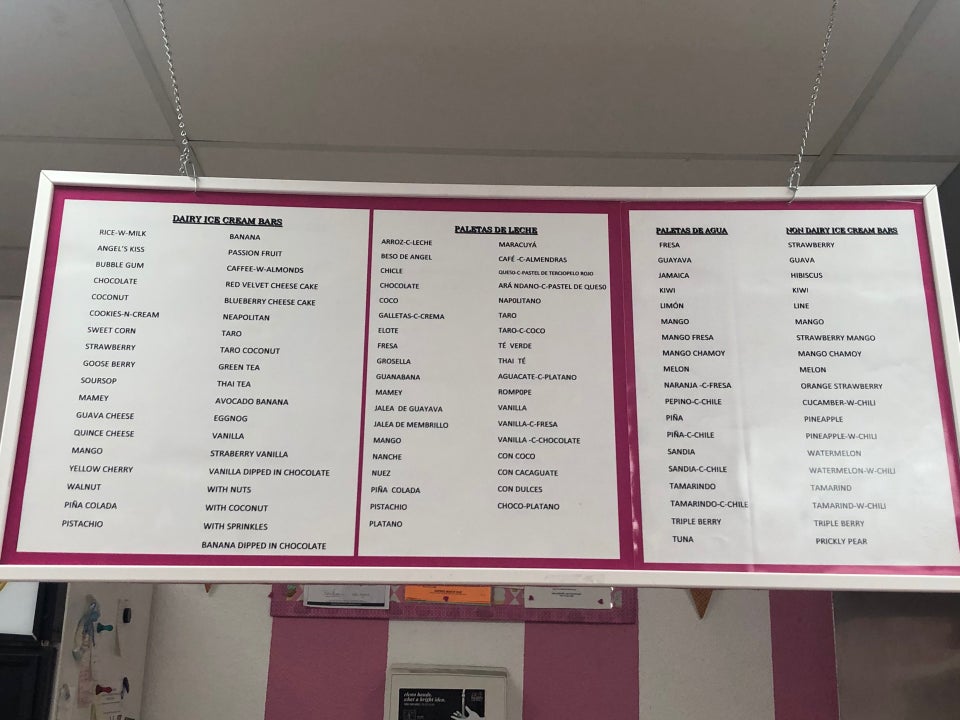 DAIRY ICE CREAM BARS
RICE-W-MILK
ANGEL'S KISS
BUBBLE GUM
CHOCOLATE
COCONUT
COOKIES-N-CREAM
SWEET CORN
STRAWBERRY
GOOSE BERRY
SOURSOP
MAMEY
GUAVA CHEESE
QUINCE CHEESE
MANGO
YELLOW CHERRY
WALNUT
PIÑA COLADA
PISTACHIO
BANANA
PASSION FRUIT
CAFFEE-W-ALMONDS
RED VELVET CHEESE CAKE
BLUEBERRY CHEESE CAKE
NEAPOLITAN
TARO
TARO COCONUT
GREEN TEA
THAI TEA
AVOCADO BANANA
EGGNOG
VANILLA
STRABERRY VANILLA
VANILLA DIPPED IN CHOCOLATE
WITH NUTS
WITH COCONUT
WITH SPRINKLES
BANANA DIPPED IN CHOCOLATE
PALETAS DE LECHE
ARROZ-C-LECHE
BESO DE ANGEL
CHICLE
CHOCOLATE
COCO
GALLETAS-C-CREMA
ELOTE
FRESA
GROSELLA
GUANABANA
MAMEY
JALEA DE GUAYAVA
JALEA DE MEMBRILLO
MANGO
NANCHE
NUEZ
PIÑA COLADA
PISTACHIO
PLATANO
MARACUYÁ
CAFÉ -C-ALMENDRAS
QUESO-C-PASTEL DE TERCIOPELO ROJO
ARÁ NDANO-C-PASTEL DE QUESO
NAPOLITANO
TARO
TARO-C-COCO
TÉ VERDE
THAI TÉ
AGUACATE-C-PLATANO
ROMPOPE
VANILLA
VANILLA-C-FRESA
VANILLA -C-CHOCOLATE
CON COCO
CON CACAGUATE
CON DULCES
CHOCO-PLATANO
PALETAS DE AGUA
FRESA
GUAYAVA
JAMAICA
KIWI
LIMÓN
MANGO
MANGO FRESA
MANGO CHAMOY
MELON
NARANJA -C-FRESA
PEPINO-C-CHILE
PIÑA
PIÑA-C-CHILE
SANDIA
SANDIA-C-CHILE
TAMARINDO
TAMARINDO-C-CHILE
TRIPLE BERRY
TUNA
NON DAIRY ICE CREAM BARS
STRAWBERRY
GUAVA
HIBISCUS
KIWI
LINE
MANGO
STRAWBERRY MANGO
MANGO CHAMOY
MELON
ORANGE STRAWBERRY
CUCAMBER-W-CHILI
PINEAPPLE
PINEAPPLE-W-CHILI
WATERMELON
WATERMELON-W-CHILI
TAMARIND
TAMARIND-W-CHILI
TRIPLE BERRY
PRICKLY PEAR
clean hands.
what a bright idea.